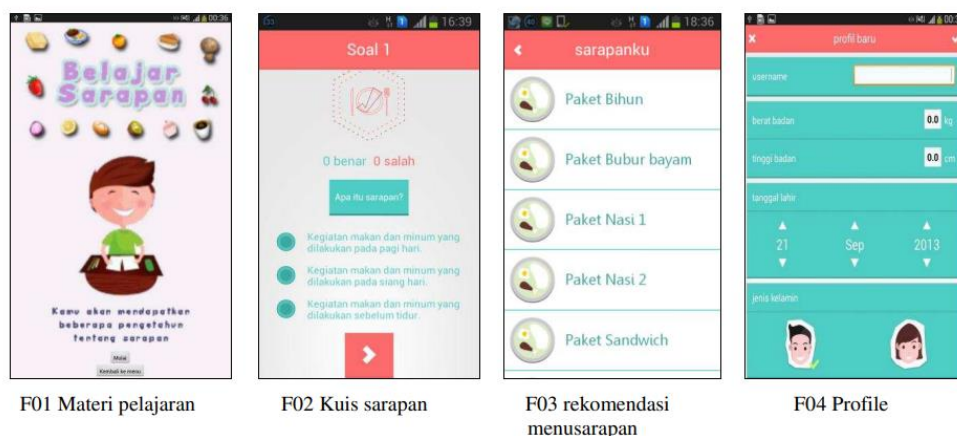 00:36
Belajar
Sarapan
Kamu akan mendapatkan
beberapa pengetahun
tentang sarapan
Mulai
Kembali ke menu
F01 Materi pelajaran
16:39
Soal 1
0 benar 0 salah
Apa itu sarapan?
Kegiatan makan dan minum yang
dilakukan pada pagi hari.
Kegiatan makan dan minum yang
dilakukan pada siang hari.
Kegiatan makan dan minum yang
dilakukan sebelum tidur.
F02 Kuis sarapan
18:36
sarapanku
Paket Bihun
Paket Bubur bayam
Paket Nasi 1
Paket Nasi 2
Paket Sandwich
F03 rekomendasi
menusarapan
profil baru
username
berat badan 0.0 kg
tinggi badan 0.0 cm
tanggal lahir
21 Sep 2013
jenis kelamin
F04 Profile